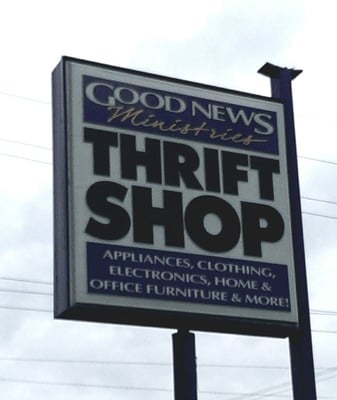 GOOD NEWS
Ministries
THRIFT
SHOP
APPLIANCES, CLOTHING,
ELECTRONICS, HOME &
OFFICE FURNITURE & MORE!